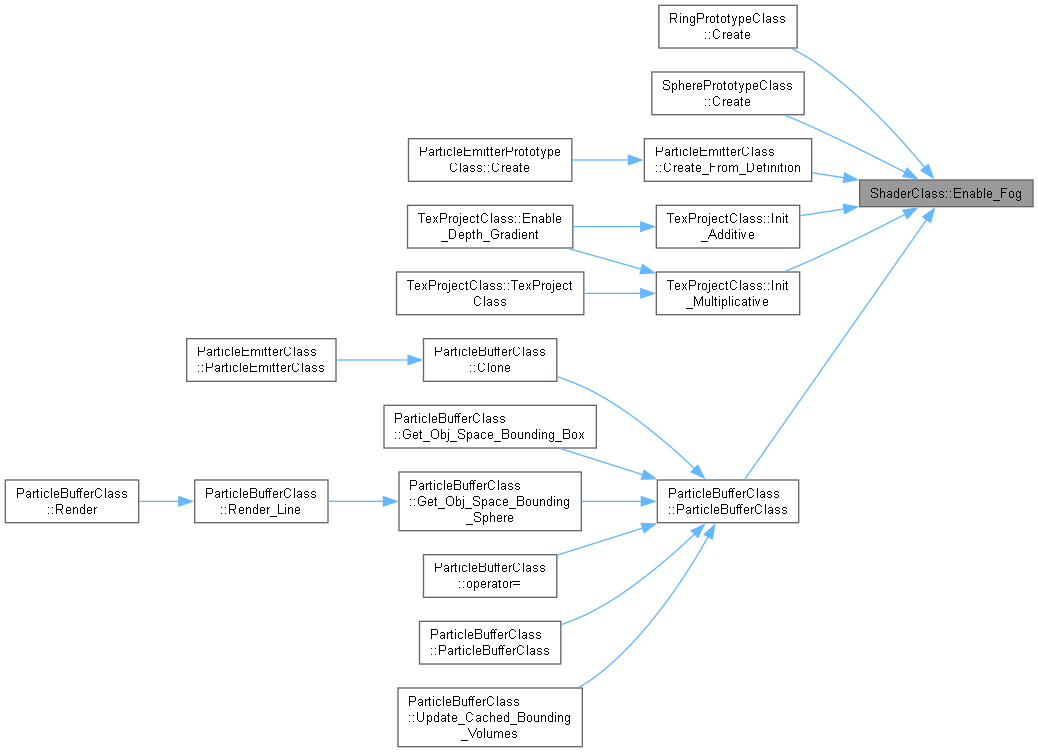 RingPrototypeClass
::Create
SpherePrototypeClass
::Create
ParticleEmitterPrototype
Class::Create
ParticleEmitterClass
::Create_From_Definition
ShaderClass::Enable_Fog
TexProjectClass::Enable
_Depth_Gradient
TexProjectClass::Init
_Additive
TexProjectClass::TexProject
Class
TexProjectClass::Init
_Multiplicative
ParticleEmitterClass
::ParticleEmitterClass
ParticleBufferClass
::Clone
ParticleBufferClass
::Get_Obj_Space_Bounding_Box
ParticleBufferClass
::Render
ParticleBufferClass
::Render_Line
ParticleBufferClass
::Get_Obj_Space_Bounding
_Sphere
ParticleBufferClass
::ParticleBufferClass
ParticleBufferClass
::operator=
ParticleBufferClass
::ParticleBufferClass
ParticleBufferClass
::Update_Cached_Bounding
_Volumes